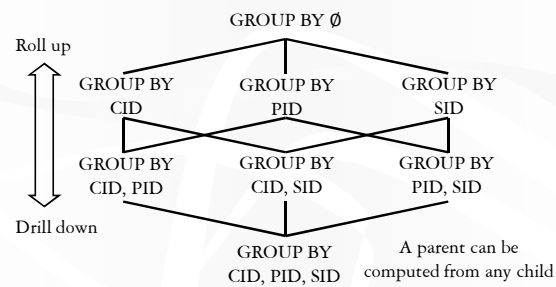 GROUP BY Ø
Roll up
GROUP BY
CID
GROUP BY
PID
GROUP BY
SID
GROUP BY
CID, PID
GROUP BY
CID, SID
GROUP BY
PID, SID
Drill down
GROUP BY
CID, PID, SID
A parent can be
computed from any child